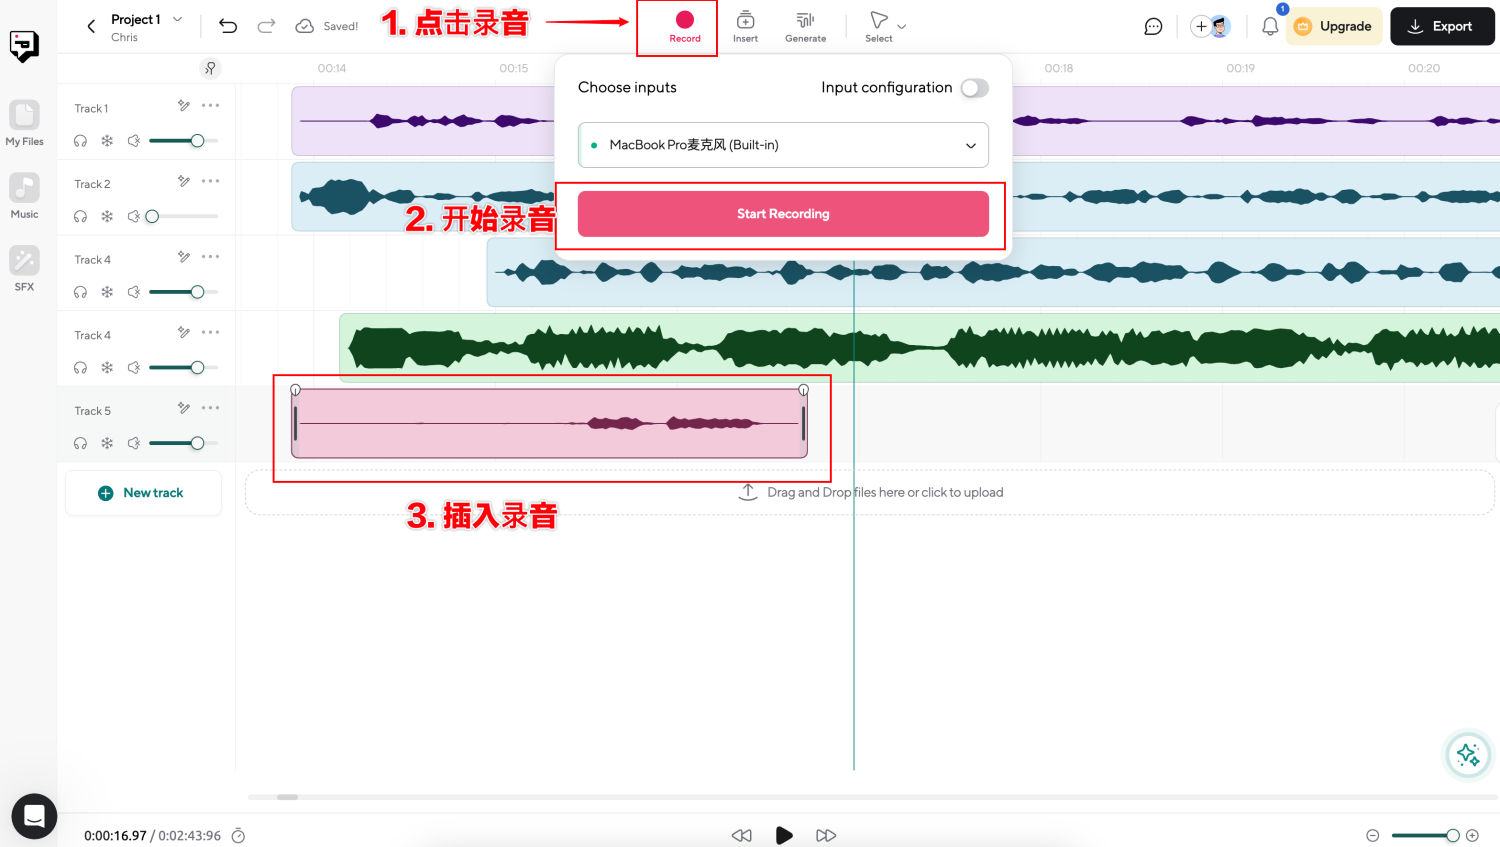 Project 1
Chris
Saved!
1. 点击录音
Record
Insert
Generate
Select
1
Upgrade
Export
00:14
00:15
00:18
00:19
00:20
Choose inputs
Input configuration
MacBook Pro麦克风 (Built-in)
Start Recording
2. 开始录音
My Files
Music
SFX
Track 1
Track 2
Track 4
Track 4
Track 5
New track
Drag and Drop files here or click to upload
3. 插入录音
0:00:16.97 / 0:02:43:96